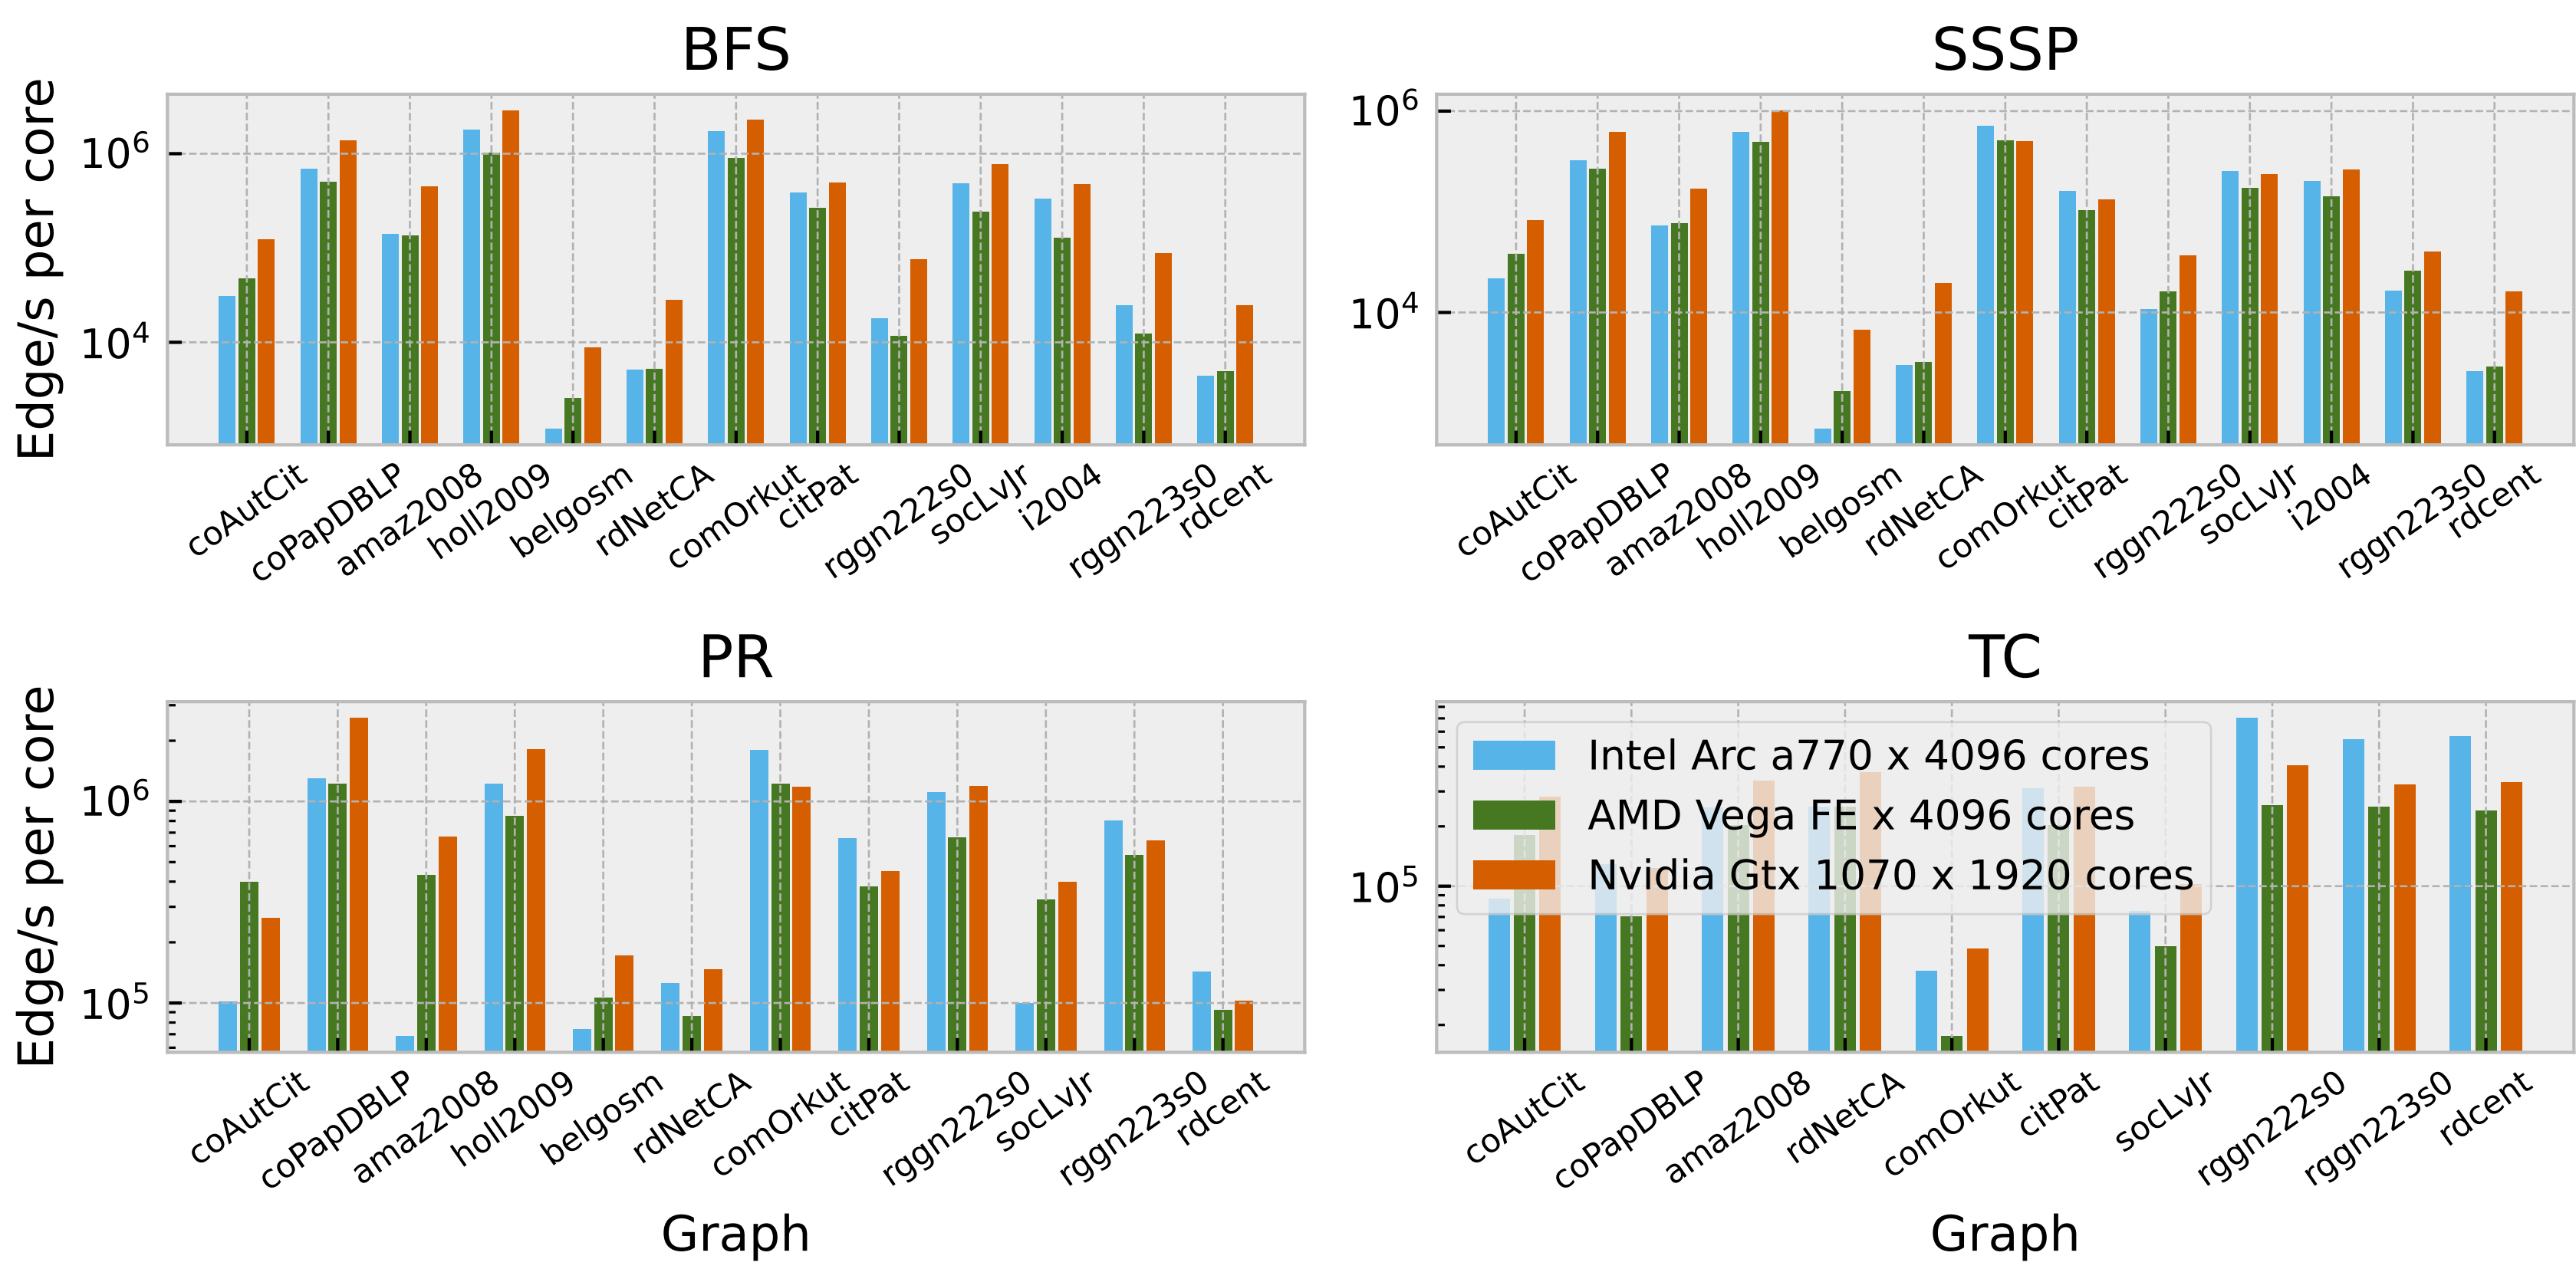 BFS
Edge/s per core
10^6
10^4
coAutCit
coPapDBLP
amaz2008
holl2009
belgosm
rdNetCA
comOrkut
citPat
rggn222s0
socLvJr
i2004
rggn223s0
rdcent
SSSP
10^6
10^4
coAutCit
coPapDBLP
amaz2008
holl2009
belgosm
rdNetCA
comOrkut
citPat
rggn222s0
socLvJr
i2004
rggn223s0
rdcent
PR
Edge/s per core
10^6
10^5
coAutCit
coPapDBLP
amaz2008
holl2009
belgosm
rdNetCA
comOrkut
citPat
rggn222s0
socLvJr
rggn223s0
rdcent
Graph
TC
10^5
Intel Arc a770 x 4096 cores
AMD Vega FE x 4096 cores
Nvidia Gtx 1070 x 1920 cores
coAutCit
coPapDBLP
amaz2008
rdNetCA
comOrkut
citPat
socLvJr
rggn222s0
rggn223s0
rdcent
Graph